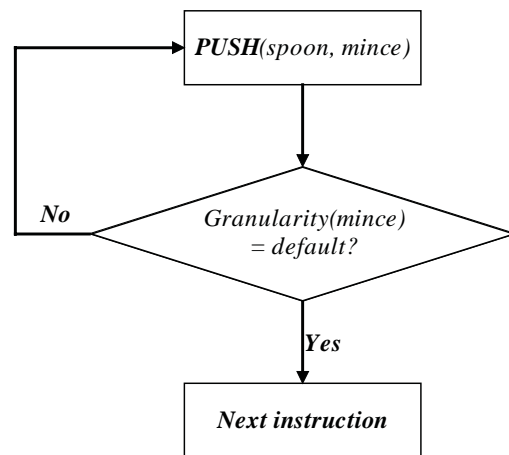 PUSH(spoon, mince)
No
Granularity(mince)
= default?
Yes
Next instruction